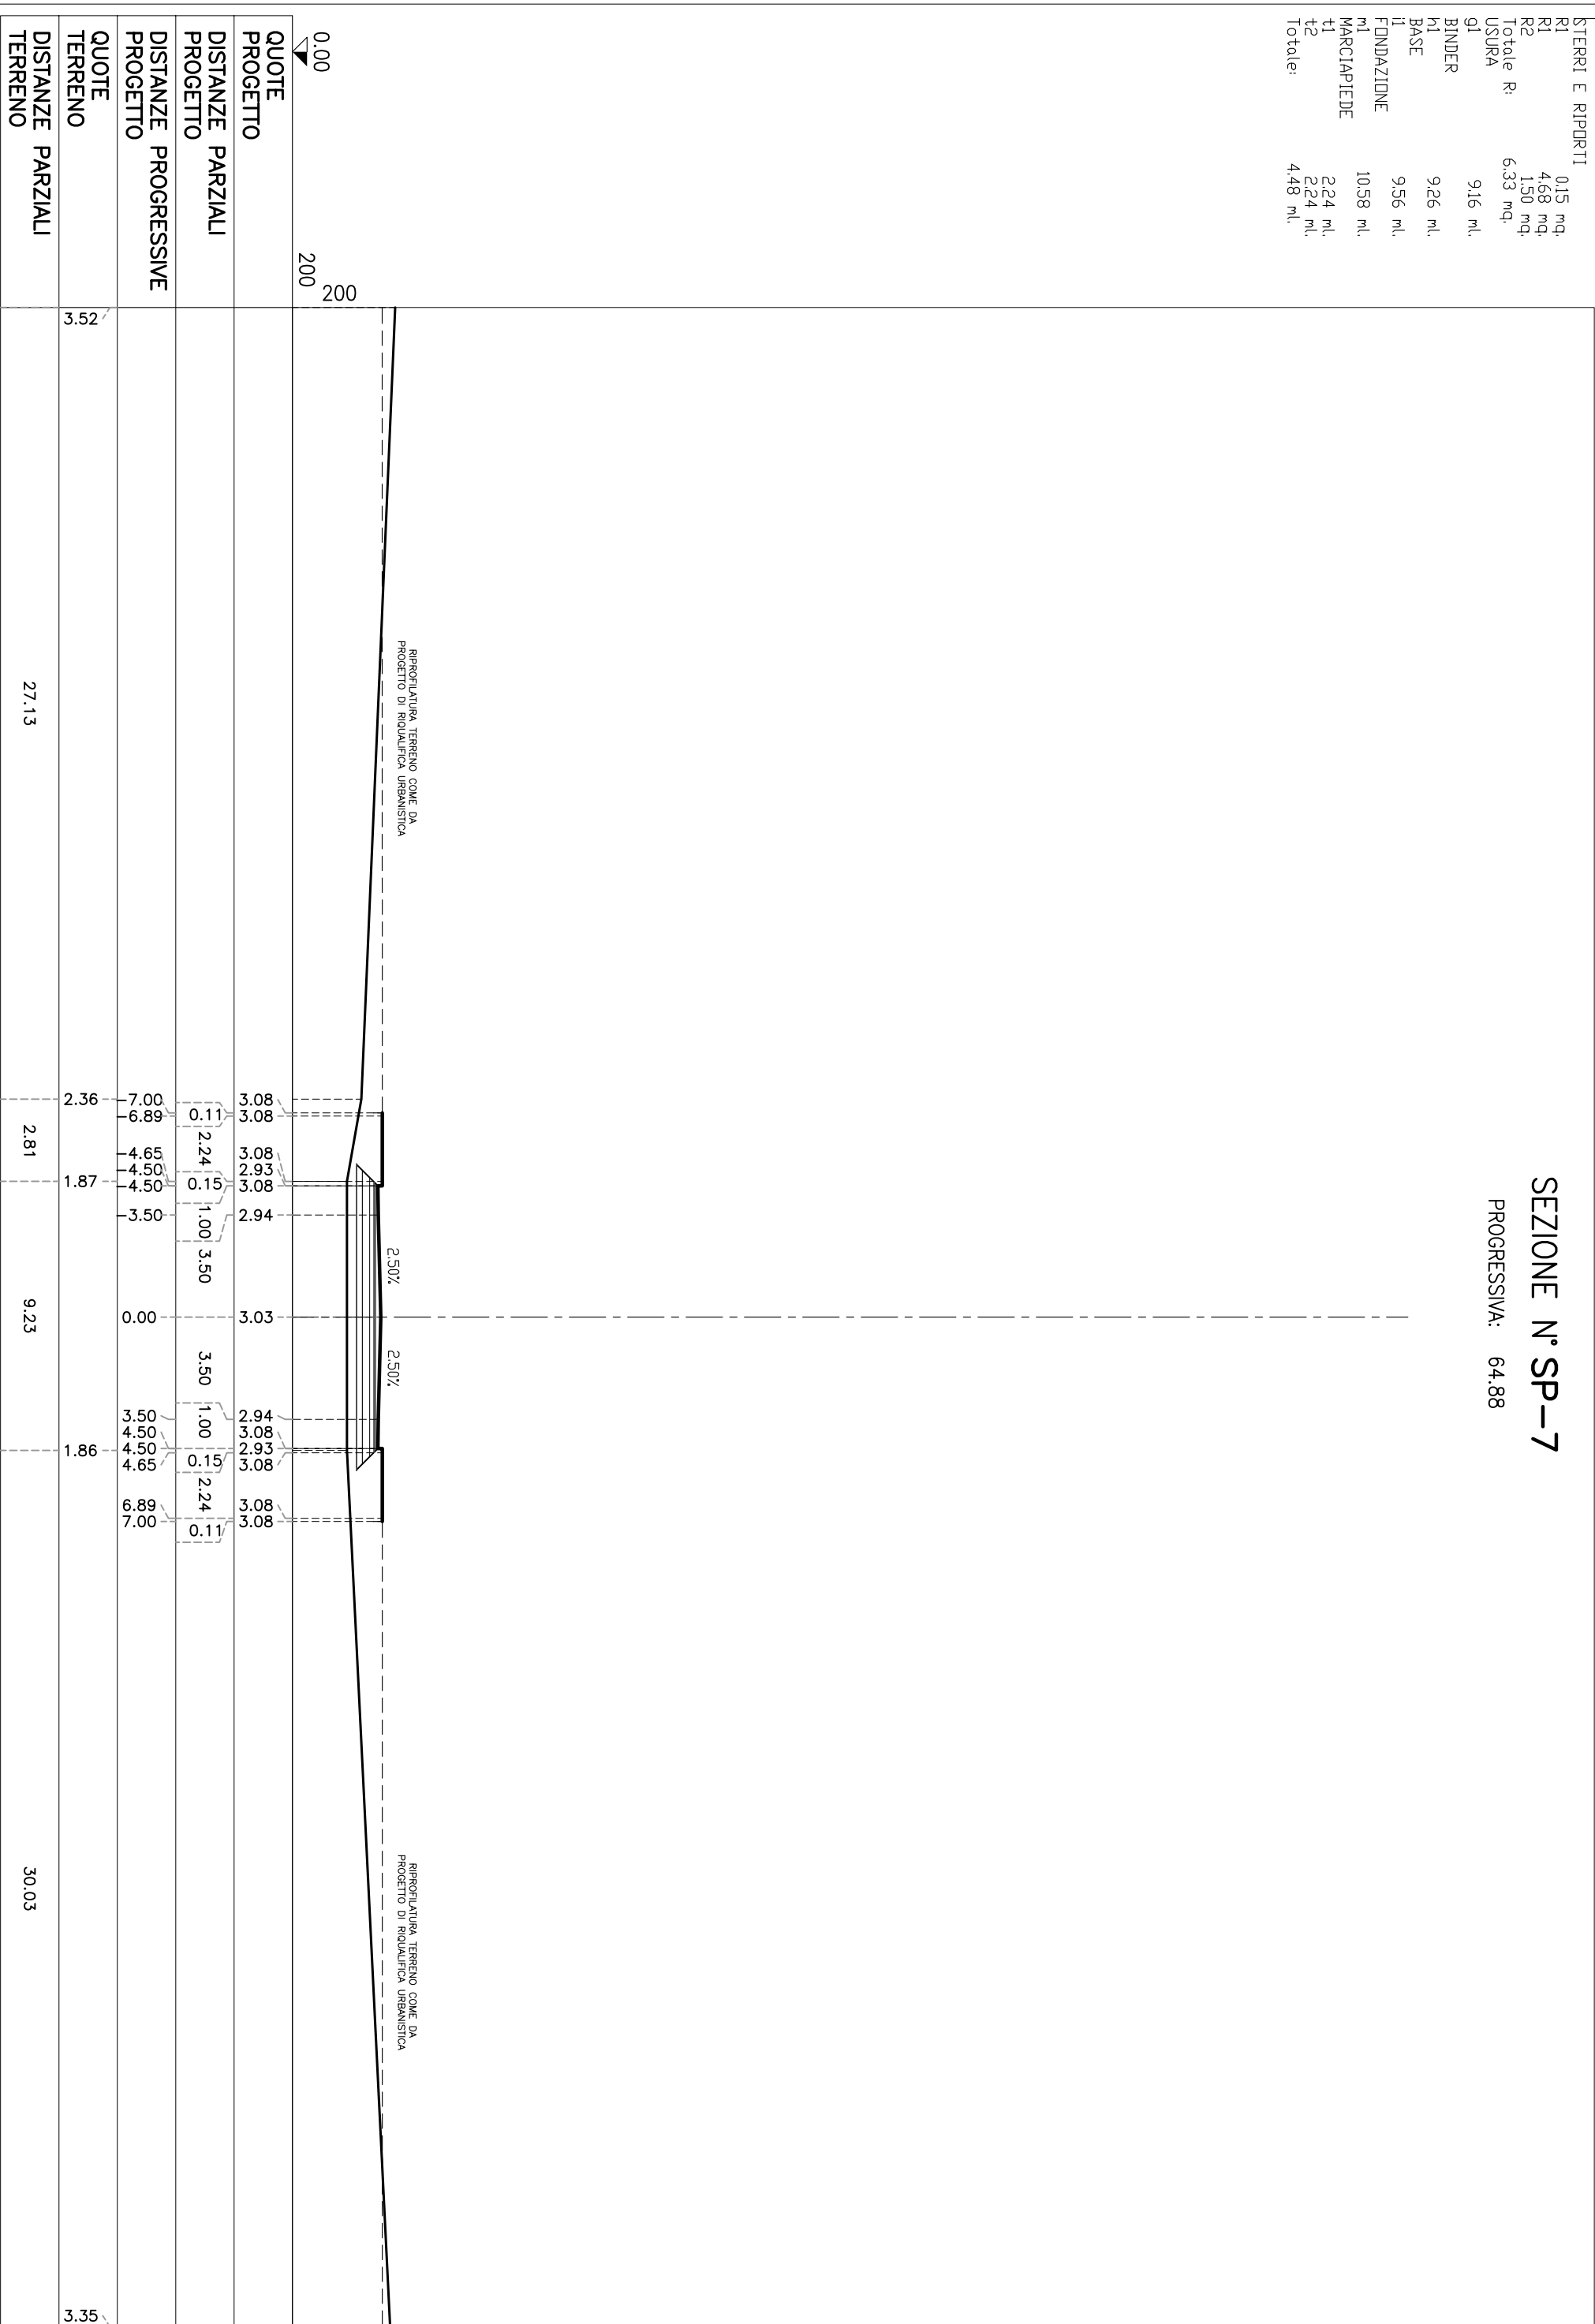 STERRI E RIPORTI
R1 0.15 mq.
R1 4.68 mq.
R2 1.50 mq.
Totale R: 6.33 mq.
USURA
g1 9.16 ml.
BINDER
h1 9.26 ml.
BASE
i1 9.56 ml.
FONDAZIONE
m1 10.58 ml.
MARCIAPIEDE
t1 2.24 ml.
t2 2.24 ml.
Totale: 4.48 ml.
SEZIONE N° SP-7
PROGRESSIVA: 64.88
RIPROFILATURA TERRENO COME DA
PROGETTO DI RIQUALIFICA URBANISTICA
2.50% 2.50%
RIPROFILATURA TERRENO COME DA
PROGETTO DI RIQUALIFICA URBANISTICA
0.00
200
200
QUOTE
PROGETTO
3.08 3.08 3.08 2.93 3.08 2.94 3.03 2.94 3.08 2.93 3.08 3.08 3.08
DISTANZE PARZIALI
PROGETTO
0.11 2.24 0.15 1.00 3.50 3.50 1.00 0.15 2.24 0.11
DISTANZE PROGRESSIVE
PROGETTO
-7.00 -6.89 -4.65 -4.50 -4.50 -3.50 0.00 3.50 4.50 4.50 4.65 6.89 7.00
QUOTE
TERRENO
3.52 2.36 1.87 1.86 3.35
DISTANZE PARZIALI
TERRENO
27.13 2.81 9.23 30.03